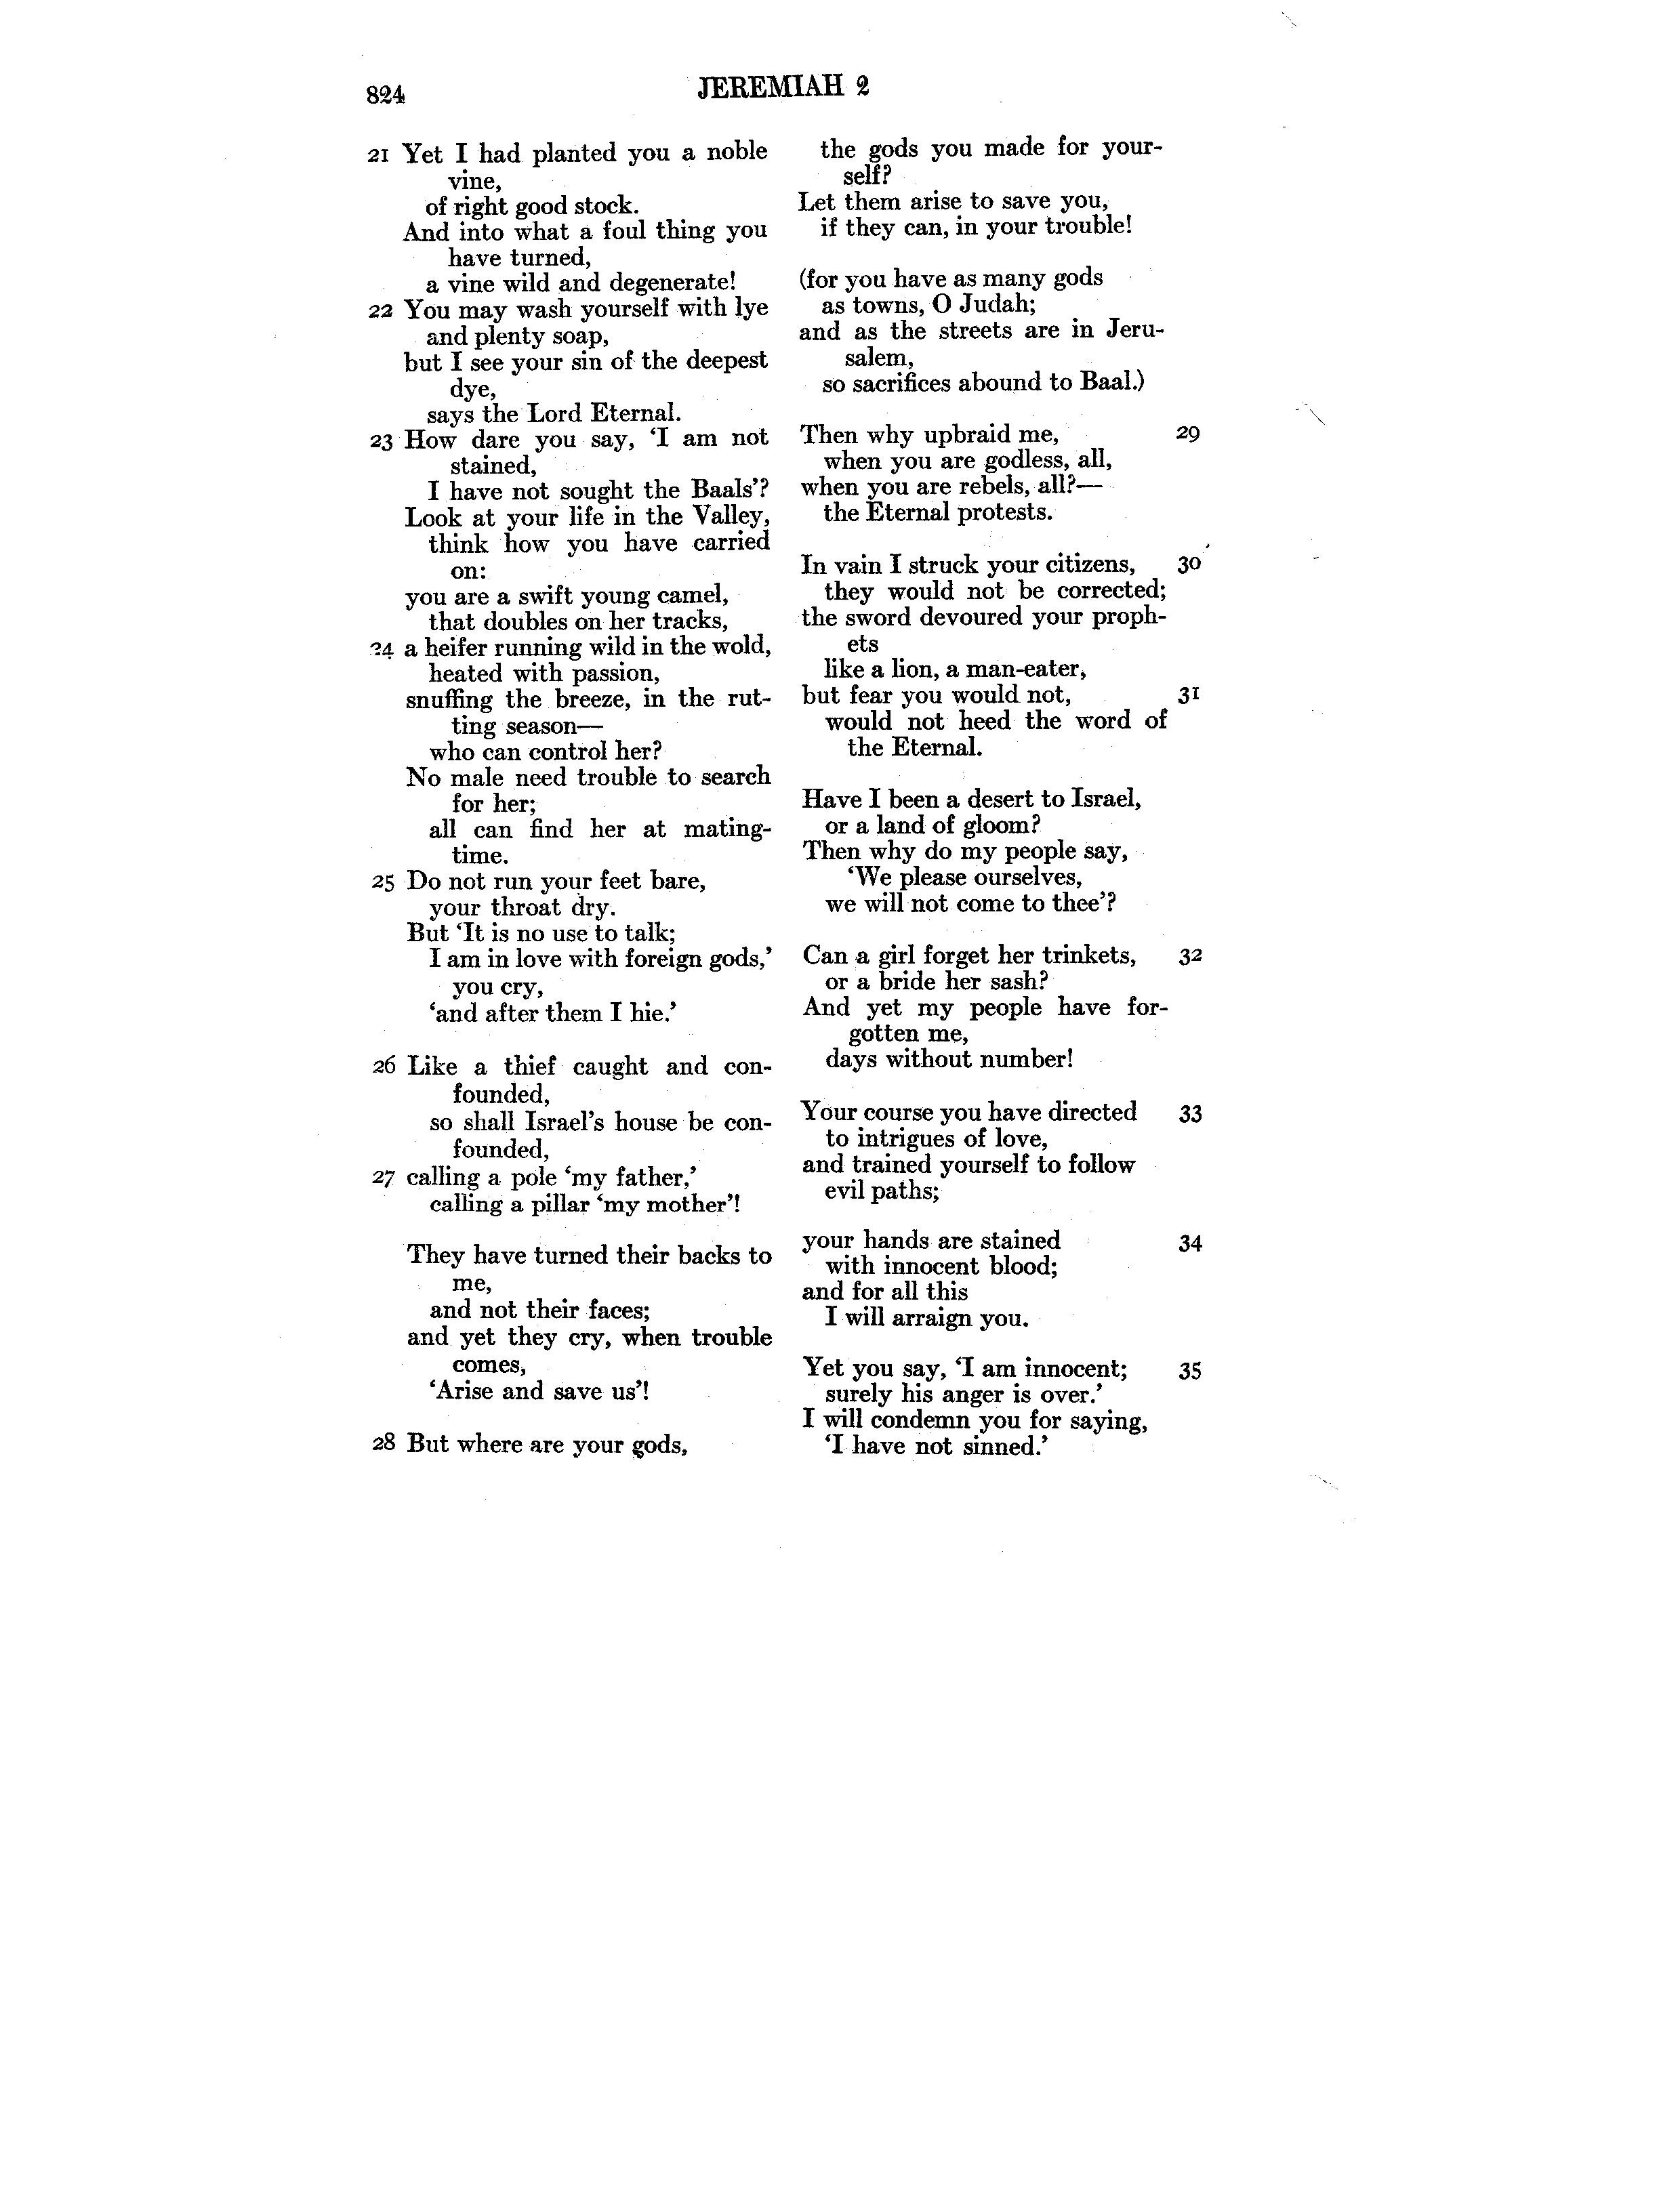 824
JEREMIAH 2
21 Yet I had planted you a noble
vine,
of right good stock.
And into what a foul thing you
have turned,
a vine wild and degenerate!
22 You may wash yourself with lye
and plenty soap,
but I see your sin of the deepest
dye,
says the Lord Eternal.
23 How dare you say, ‘I am not
stained,
I have not sought the Baals’?
Look at your life in the Valley,
think how you have carried
on:
you are a swift young camel,
that doubles on her tracks,
24 a heifer running wild in the wold,
heated with passion,
snuffing the breeze, in the rut-
ting season—
who can control her?
No male need trouble to search
for her;
all can find her at mating-
time.
25 Do not run your feet bare,
your throat dry.
But ‘It is no use to talk;
I am in love with foreign gods,’
you cry,
‘and after them I hie.’
26 Like a thief caught and con-
founded,
so shall Israel’s house be con-
founded,
27 calling a pole ‘my father,’
calling a pillar ‘my mother’!
They have turned their backs to
me,
and not their faces;
and yet they cry, when trouble
comes,
‘Arise and save us’!
28 But where are your gods,
the gods you made for your-
self?
Let them arise to save you,
if they can, in your trouble!
(for you have as many gods
as towns, O Judah;
and as the streets are in Jeru-
salem,
so sacrifices abound to Baal.)
Then why upbraid me, 29
when you are godless, all,
when you are rebels, all?—
the Eternal protests.
In vain I struck your citizens, 30
they would not be corrected;
the sword devoured your proph-
ets
like a lion, a man-eater,
but fear you would not, 31
would not heed the word of
the Eternal.
Have I been a desert to Israel,
or a land of gloom?
Then why do my people say,
‘We please ourselves,
we will not come to thee’?
Can a girl forget her trinkets, 32
or a bride her sash?
And yet my people have for-
gotten me,
days without number!
Your course you have directed 33
to intrigues of love,
and trained yourself to follow
evil paths;
your hands are stained 34
with innocent blood;
and for all this
I will arraign you.
Yet you say, ‘I am innocent; 35
surely his anger is over.’
I will condemn you for saying,
‘I have not sinned.’